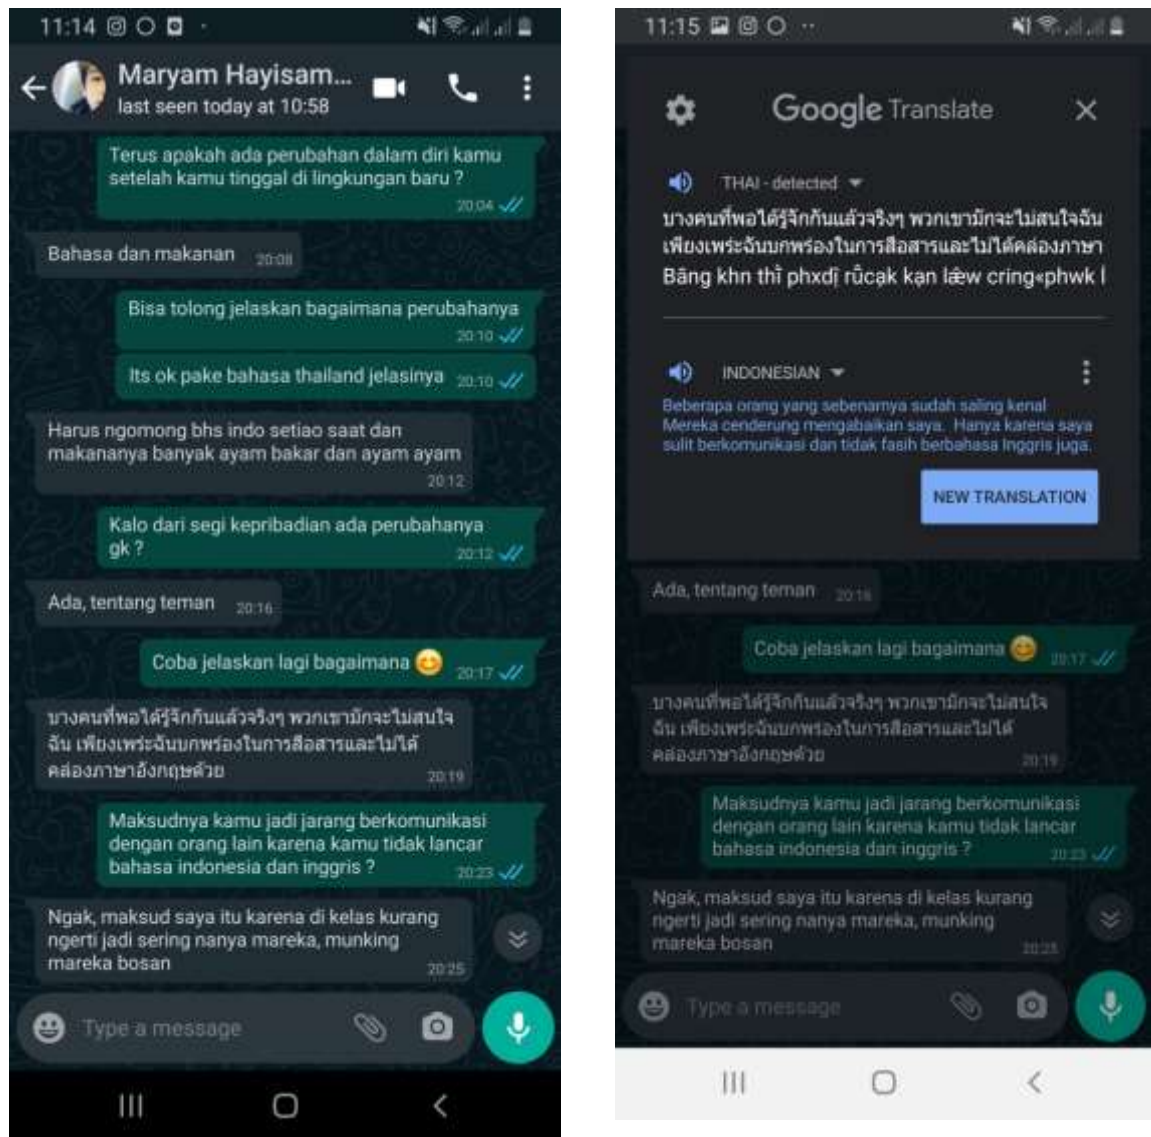 11:14
Maryam Hayisam...
last seen today at 10:58
Terus apakah ada perubahan dalam diri kamu
setelah kamu tinggal di lingkungan baru ?
20:04
Bahasa dan makanan 20:08
Bisa tolong jelaskan bagaimana perubahanya
20:10
Its ok pake bahasa thailand jelasinya 20:10
Harus ngomong bhs indo setiao saat dan
makananya banyak ayam bakar dan ayam ayam
20:12
Kalo dari segi kepribadian ada perubahanya
gk ?
20:12
Ada, tentang teman 20:16
Coba jelaskan lagi bagaimana 😊 20:17
บางคนที่พอได้รู้จักกันแล้วจริงๆ พวกเขามักจะไม่สนใจ
ฉัน เพียงเพร่ะฉันบกพร่องในการสือสารและไม่ได้
คล่องภาษาอังกฤษด้วย
20:19
Maksudnya kamu jadi jarang berkomunikasi
dengan orang lain karena kamu tidak lancar
bahasa indonesia dan inggris ?
20:23
Ngak, maksud saya itu karena di kelas kurang
ngerti jadi sering nanya mareka, munking
mareka bosan
20:25
Type a message
11:15
Google Translate
THAI - detected
บางคนที่พอได้รู้จักกันแล้วจริงๆ พวกเขามักจะไม่สนใจฉัน
เพียงเพร่ะฉันบกพร่องในการสือสารและไม่ได้คล่องภาษา
Bāng khn thī̀ phxdị̂ rū̂cạk kạn læ̂w cring«phwk l
INDONESIAN
Beberapa orang yang sebenarnya sudah saling kenal
Mereka cenderung mengabaikan saya. Hanya karena saya
sulit berkomunikasi dan tidak fasih berbahasa Inggris juga.
NEW TRANSLATION
Ada, tentang teman 20:16
Coba jelaskan lagi bagaimana 😊 20:17
บางคนที่พอได้รู้จักกันแล้วจริงๆ พวกเขามักจะไม่สนใจ
ฉัน เพียงเพร่ะฉันบกพร่องในการสือสารและไม่ได้
คล่องภาษาอังกฤษด้วย
20:19
Maksudnya kamu jadi jarang berkomunikasi
dengan orang lain karena kamu tidak lancar
bahasa indonesia dan inggris ?
20:23
Ngak, maksud saya itu karena di kelas kurang
ngerti jadi sering nanya mareka, munking
mareka bosan
20:25
Type a message